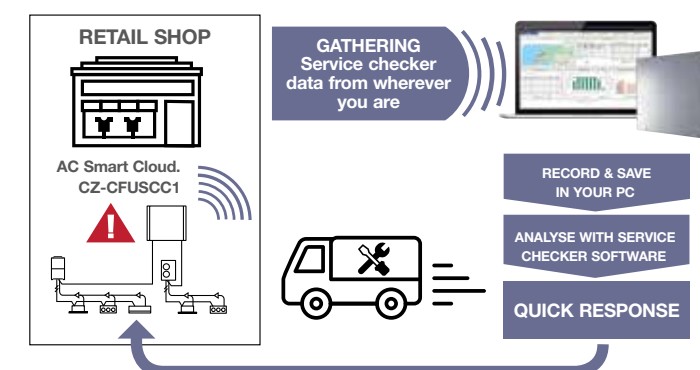 RETAIL SHOP
AC Smart Cloud.
CZ-CFUSCC1
GATHERING
Service checker
data from wherever
you are
RECORD & SAVE
IN YOUR PC
ANALYSE WITH SERVICE
CHECKER SOFTWARE
QUICK RESPONSE